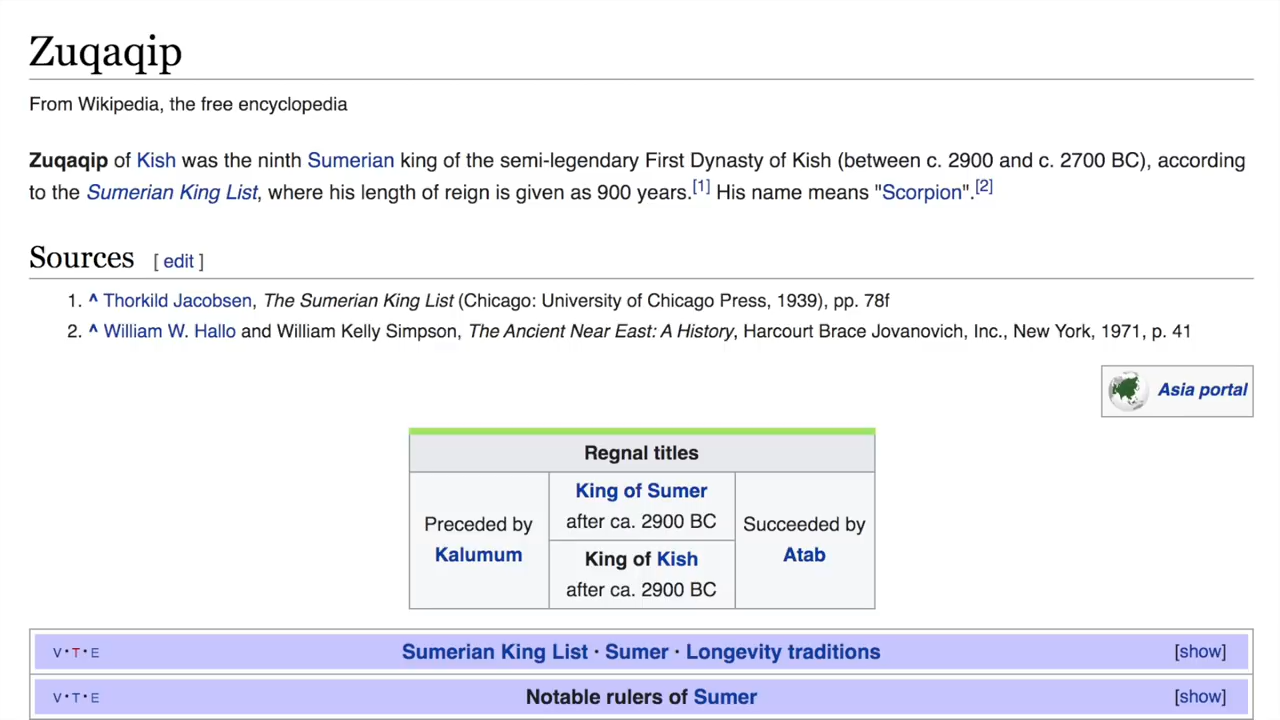 Zuqaqip
From Wikipedia, the free encyclopedia
Zuqaqip of Kish was the ninth Sumerian king of the semi-legendary First Dynasty of Kish (between c. 2900 and c. 2700 BC), according
to the Sumerian King List, where his length of reign is given as 900 years.[1] His name means "Scorpion".[2]
Sources [ edit ]
1. ^ Thorkild Jacobsen, The Sumerian King List (Chicago: University of Chicago Press, 1939), pp. 78f
2. ^ William W. Hallo and William Kelly Simpson, The Ancient Near East: A History, Harcourt Brace Jovanovich, Inc., New York, 1971, p. 41
Asia portal
Regnal titles
Preceded by
Kalumum
King of Sumer
after ca. 2900 BC
King of Kish
after ca. 2900 BC
Succeeded by
Atab
V · T · E Sumerian King List · Sumer · Longevity traditions [show]
V · T · E Notable rulers of Sumer [show]